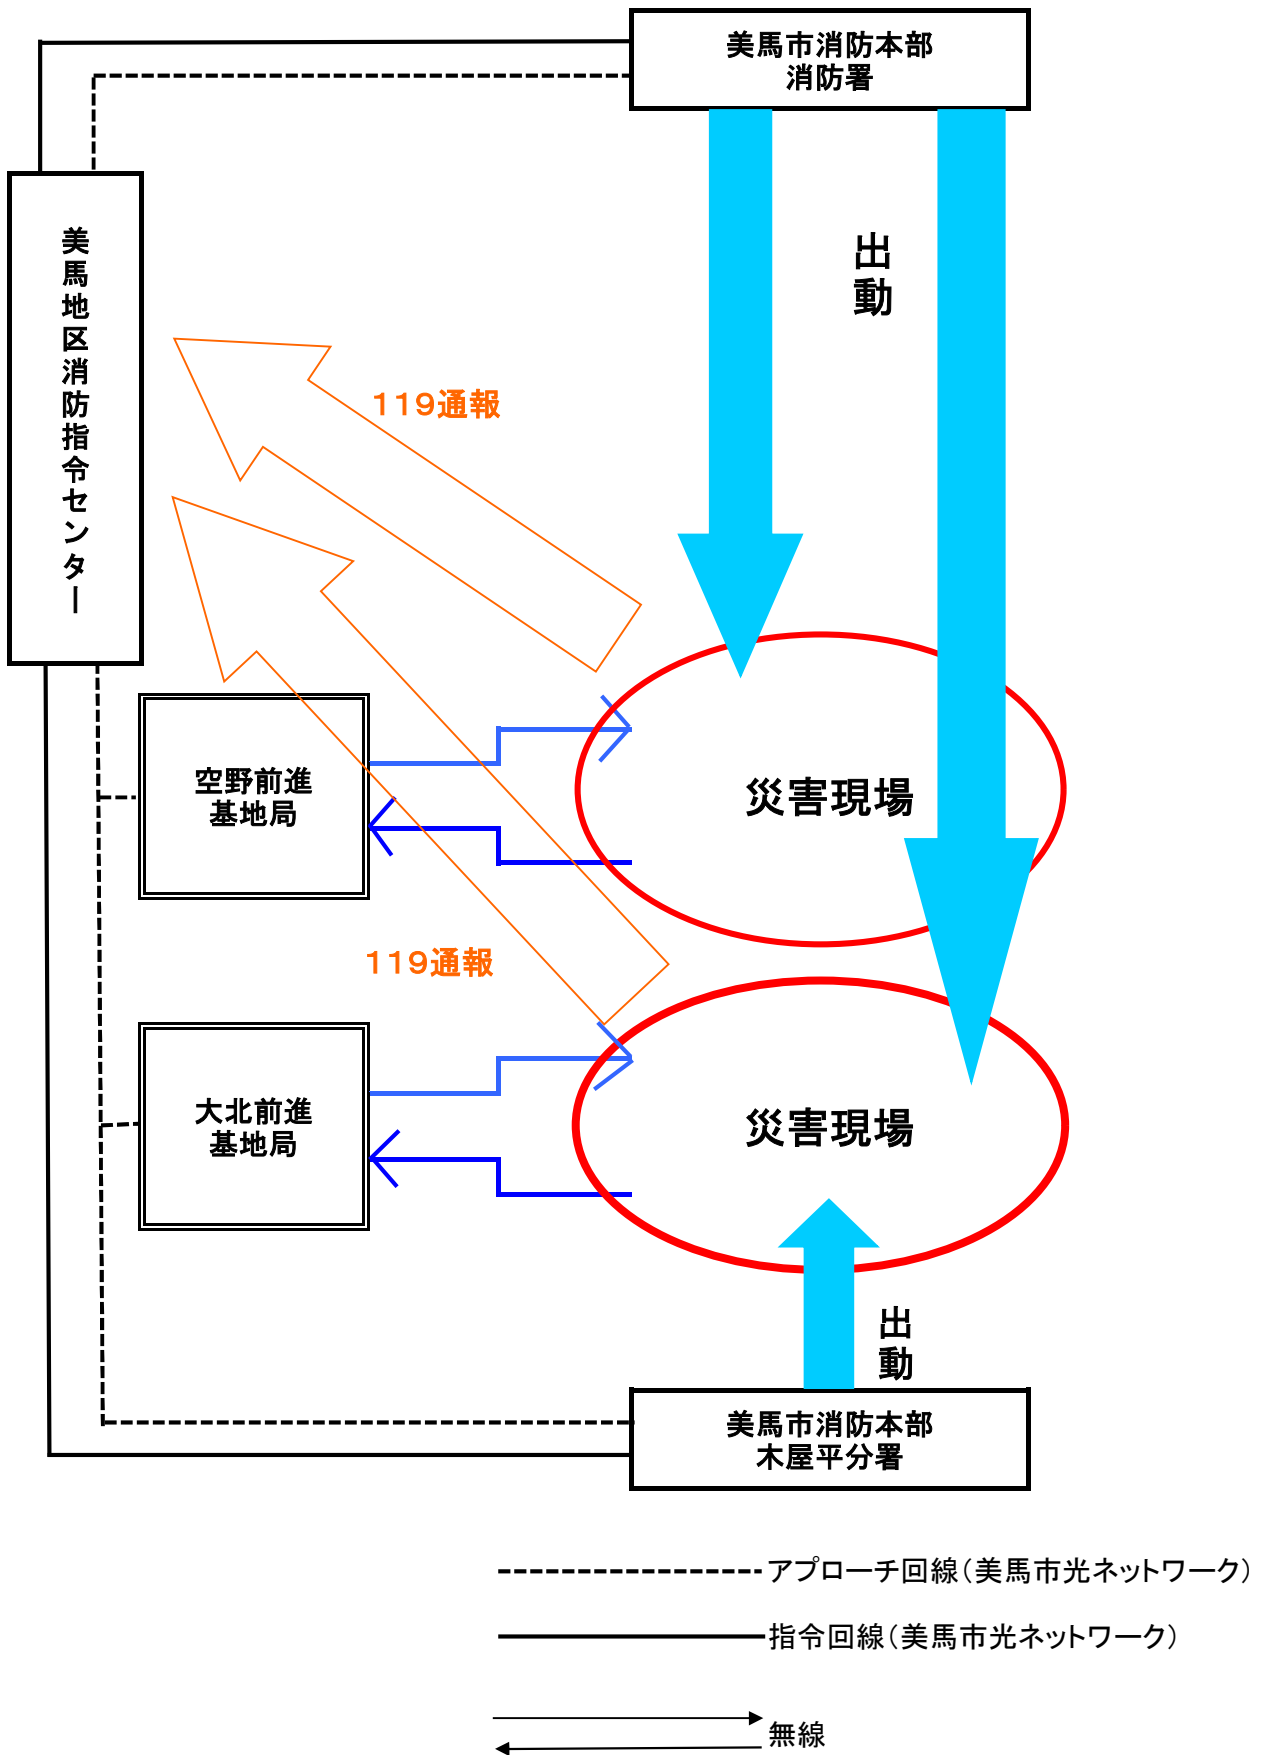 美馬市消防本部
消防署
美馬地区消防指令センター
出動
119通報
空野前進
基地局
災害現場
119通報
大北前進
基地局
災害現場
出動
美馬市消防本部
木屋平分署
アプローチ回線（美馬市光ネットワーク）
指令回線（美馬市光ネットワーク）
無線